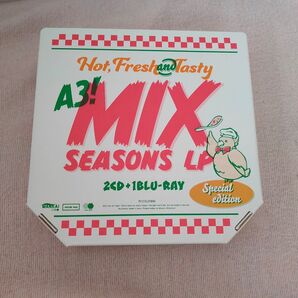 Hot, Fresh and Tasty
A3!
MIX
SEASONS LP
2CD+1BLU-RAY
Special
edition